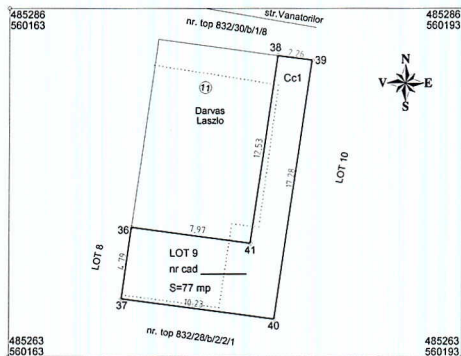 485286
560163
str.Vanatorilor
485286
560193
nr. top 832/30/b/1/8
38
2.26
39
Cc1
N
V
E
S
11
Darvas
Laszlo
12.53
17.28
LOT 10
36
7.97
41
LOT 8
4.79
LOT 9
nr cad
S=77 mp
37
10.23
40
nr. top 832/28/b/2/2/1
485263
560163
485263
560193